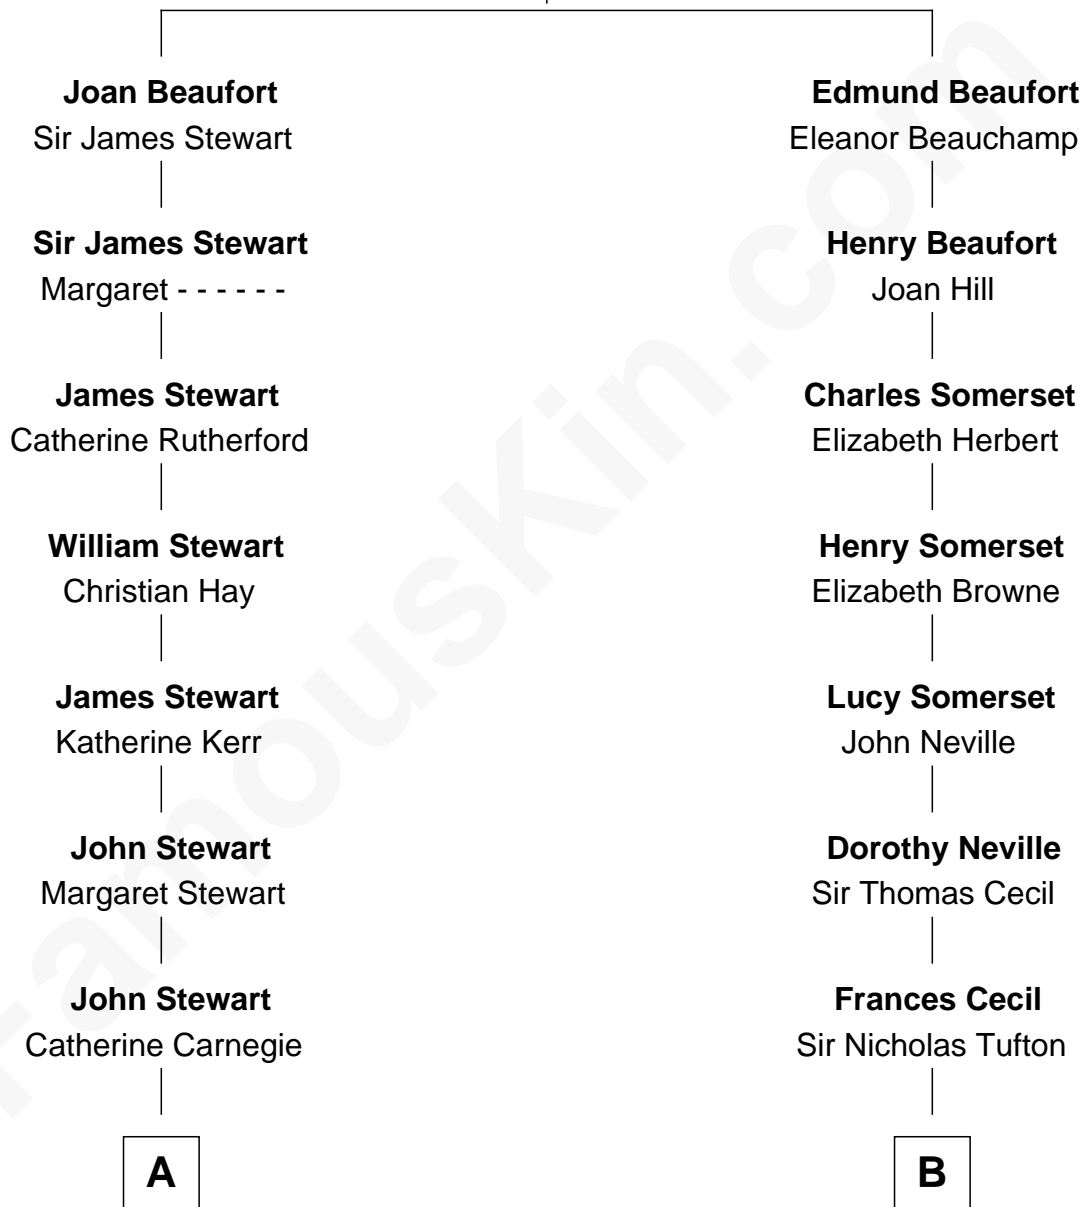 Joan Beaufort
Sir James Stewart
Sir James Stewart
Margaret - - - - - -
James Stewart
Catherine Rutherford
William Stewart
Christian Hay
James Stewart
Katherine Kerr
John Stewart
Margaret Stewart
John Stewart
Catherine Carnegie
A
Edmund Beaufort
Eleanor Beauchamp
Henry Beaufort
Joan Hill
Charles Somerset
Elizabeth Herbert
Henry Somerset
Elizabeth Browne
Lucy Somerset
John Neville
Dorothy Neville
Sir Thomas Cecil
Frances Cecil
Sir Nicholas Tufton
B
FamousKin.com